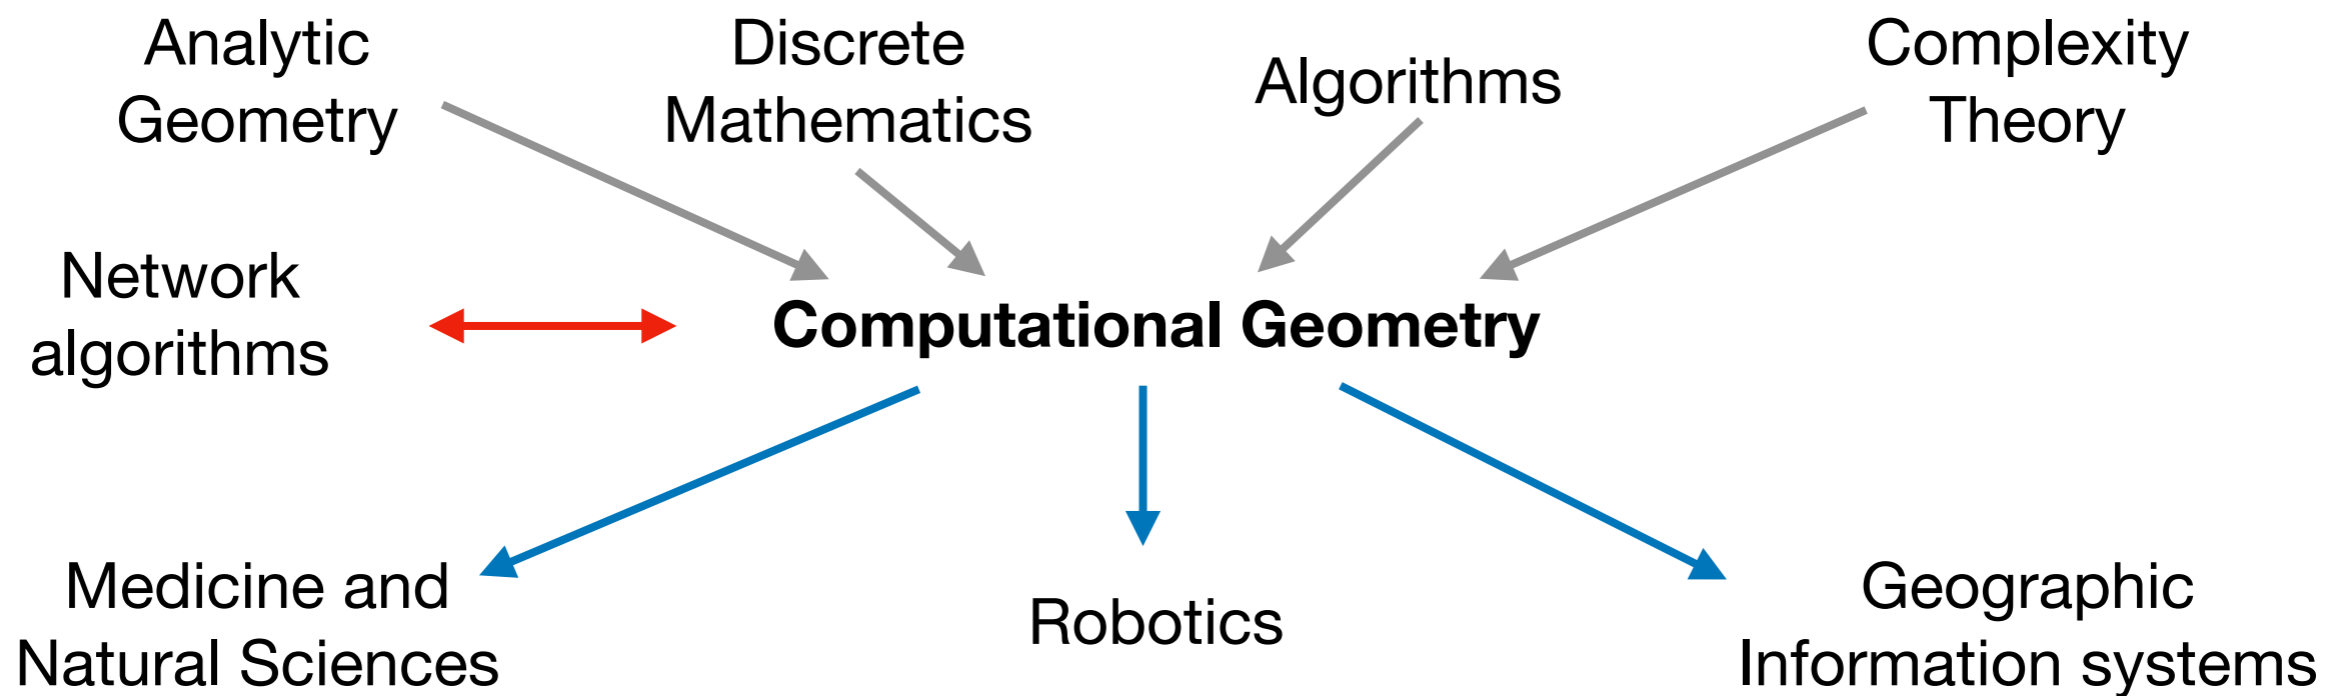 Analytic
Geometry
Discrete
Mathematics
Algorithms
Complexity
Theory
Network
algorithms
Computational Geometry
Medicine and
Natural Sciences
Robotics
Geographic
Information systems